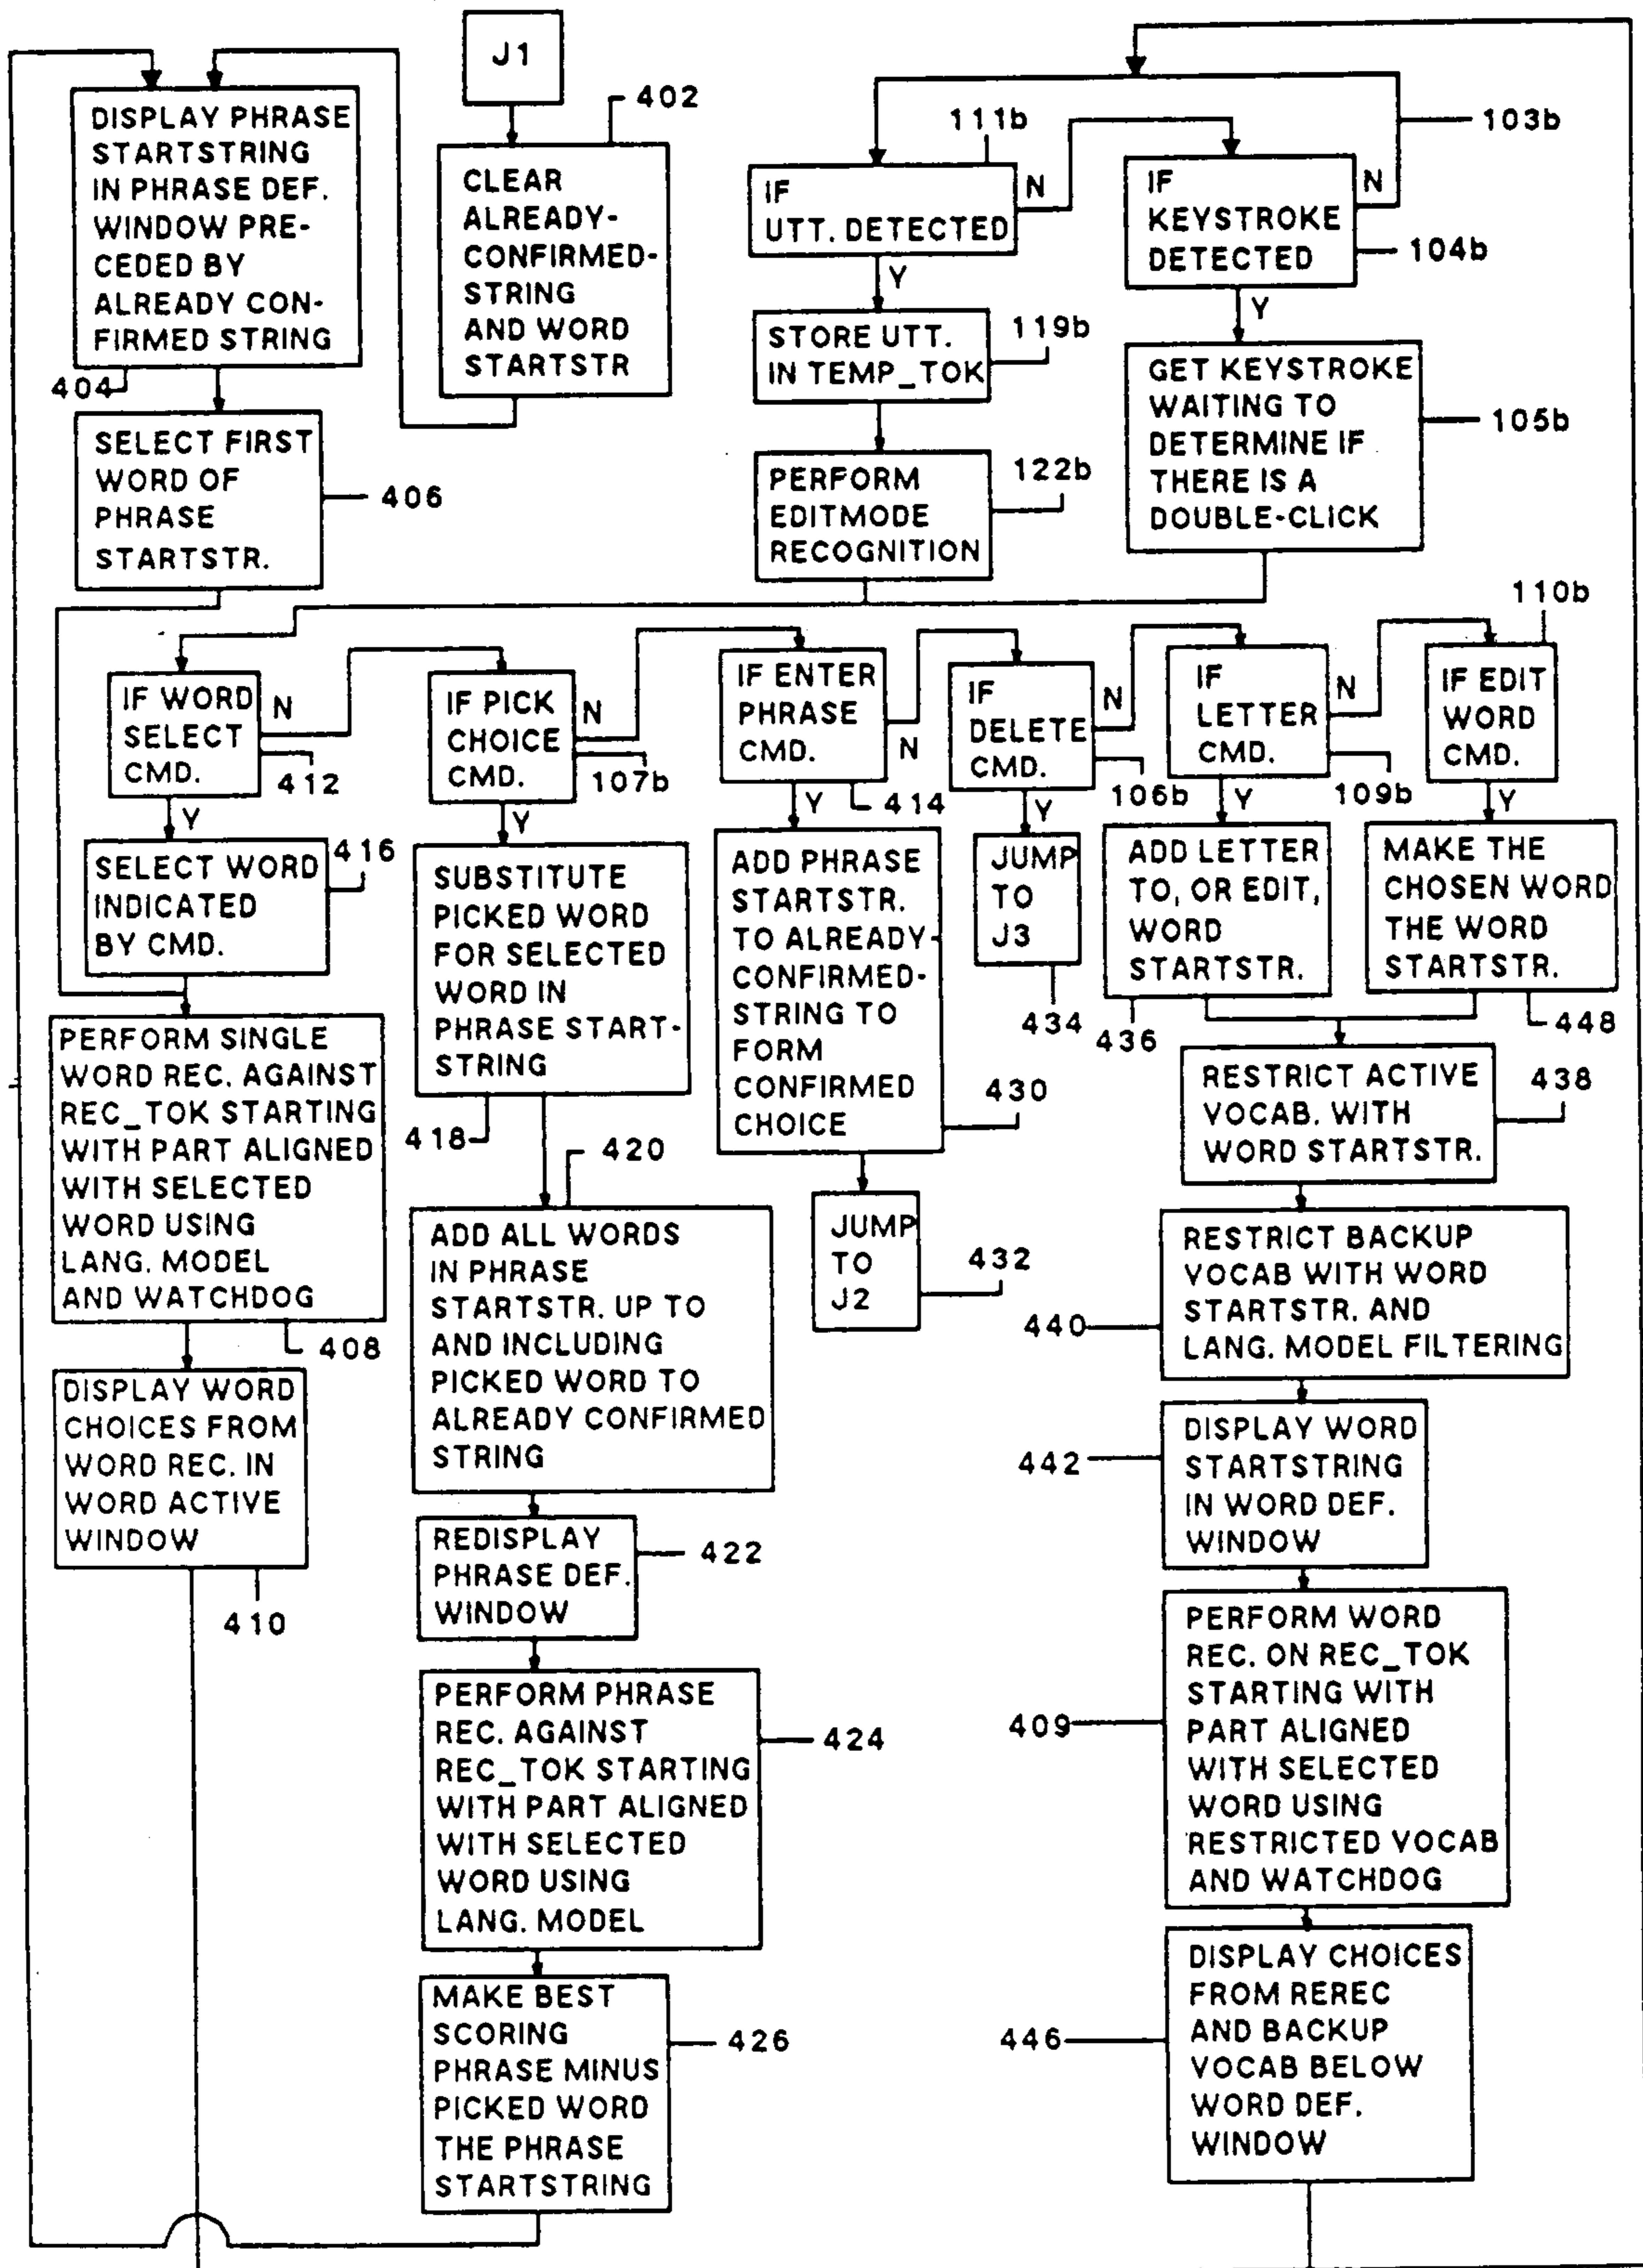 J1
402
CLEAR
ALREADY-
CONFIRMED-
STRING
AND WORD
STARTSTR
DISPLAY PHRASE
STARTSTRING
IN PHRASE DEF.
WINDOW PRE-
CEDED BY
ALREADY CON-
FIRMED STRING
404
SELECT FIRST
WORD OF
PHRASE
STARTSTR.
406
111b
IF
UTT. DETECTED
N
Y
103b
IF
KEYSTROKE
DETECTED
N
104b
Y
STORE UTT.
IN TEMP_TOK
119b
PERFORM
EDITMODE
RECOGNITION
122b
GET KEYSTROKE
WAITING TO
DETERMINE IF
THERE IS A
DOUBLE-CLICK
105b
IF WORD
SELECT
CMD.
N
412
Y
IF PICK
CHOICE
CMD.
N
107b
Y
IF ENTER
PHRASE
CMD.
N
414
Y
IF
DELETE
CMD.
N
106b
Y
IF
LETTER
CMD.
N
109b
Y
110b
IF EDIT
WORD
CMD.
Y
SELECT WORD
INDICATED
BY CMD.
416
PERFORM SINGLE
WORD REC. AGAINST
REC_TOK STARTING
WITH PART ALIGNED
WITH SELECTED
WORD USING
LANG. MODEL
AND WATCHDOG
408
DISPLAY WORD
CHOICES FROM
WORD REC. IN
WORD ACTIVE
WINDOW
410
SUBSTITUTE
PICKED WORD
FOR SELECTED
WORD IN
PHRASE START-
STRING
418
420
ADD ALL WORDS
IN PHRASE
STARTSTR. UP TO
AND INCLUDING
PICKED WORD TO
ALREADY CONFIRMED
STRING
REDISPLAY
PHRASE DEF.
WINDOW
422
PERFORM PHRASE
REC. AGAINST
REC_TOK STARTING
WITH PART ALIGNED
WITH SELECTED
WORD USING
LANG. MODEL
424
MAKE BEST
SCORING
PHRASE MINUS
PICKED WORD
THE PHRASE
STARTSTRING
426
ADD PHRASE
STARTSTR.
TO ALREADY-
CONFIRMED-
STRING TO
FORM
CONFIRMED
CHOICE
430
JUMP
TO
J2
432
JUMP
TO
J3
434
ADD LETTER
TO, OR EDIT,
WORD
STARTSTR.
436
MAKE THE
CHOSEN WORD
THE WORD
STARTSTR.
448
RESTRICT ACTIVE
VOCAB. WITH
WORD STARTSTR.
438
RESTRICT BACKUP
VOCAB WITH WORD
STARTSTR. AND
LANG. MODEL FILTERING
440
DISPLAY WORD
STARTSTRING
IN WORD DEF.
WINDOW
442
PERFORM WORD
REC. ON REC_TOK
STARTING WITH
PART ALIGNED
WITH SELECTED
WORD USING
RESTRICTED VOCAB
AND WATCHDOG
409
DISPLAY CHOICES
FROM REREC
AND BACKUP
VOCAB BELOW
WORD DEF.
WINDOW
446